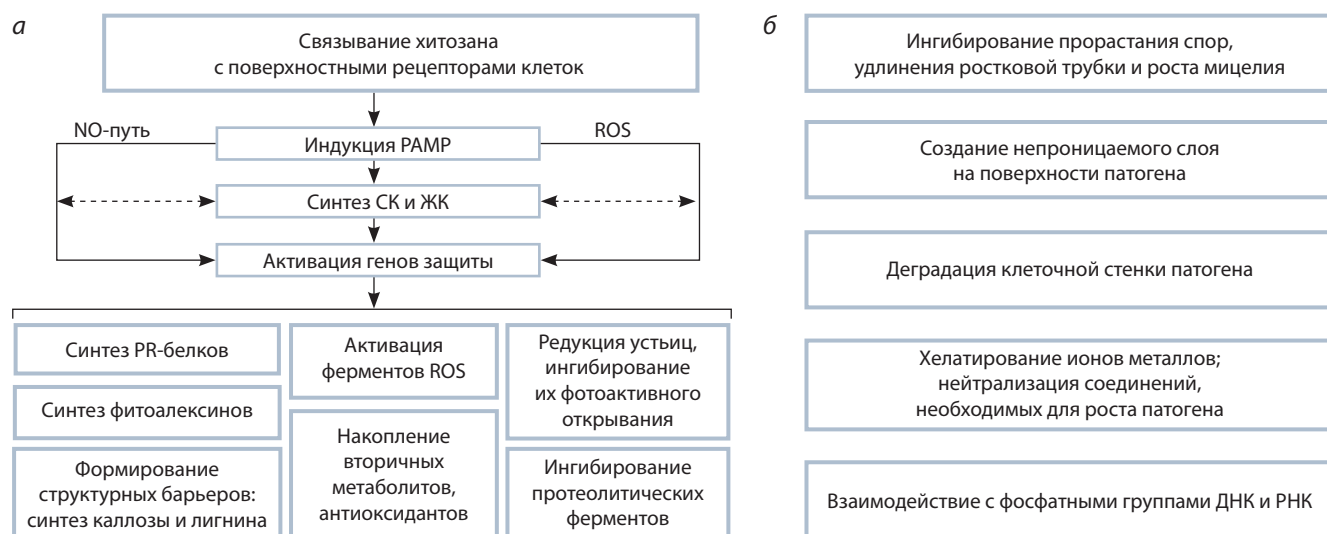 а
Связывание хитозана
с поверхностными рецепторами клеток
NO-путь
ROS
Индукция PAMP
Синтез СК и ЖК
Активация генов защиты
Синтез PR-белков
Синтез фитоалексинов
Формирование
структурных барьеров:
синтез каллозы и лигнина
Активация
ферментов ROS
Накопление
вторичных
метаболитов,
антиоксидантов
Редукция устьиц,
ингибирование
их фотоактивного
открывания
Ингибирование
протеолитических
ферментов
б
Ингибирование прорастания спор,
удлинения ростковой трубки и роста мицелия
Создание непроницаемого слоя
на поверхности патогена
Деградация клеточной стенки патогена
Хелатирование ионов металлов;
нейтрализация соединений,
необходимых для роста патогена
Взаимодействие с фосфатными группами ДНК и РНК